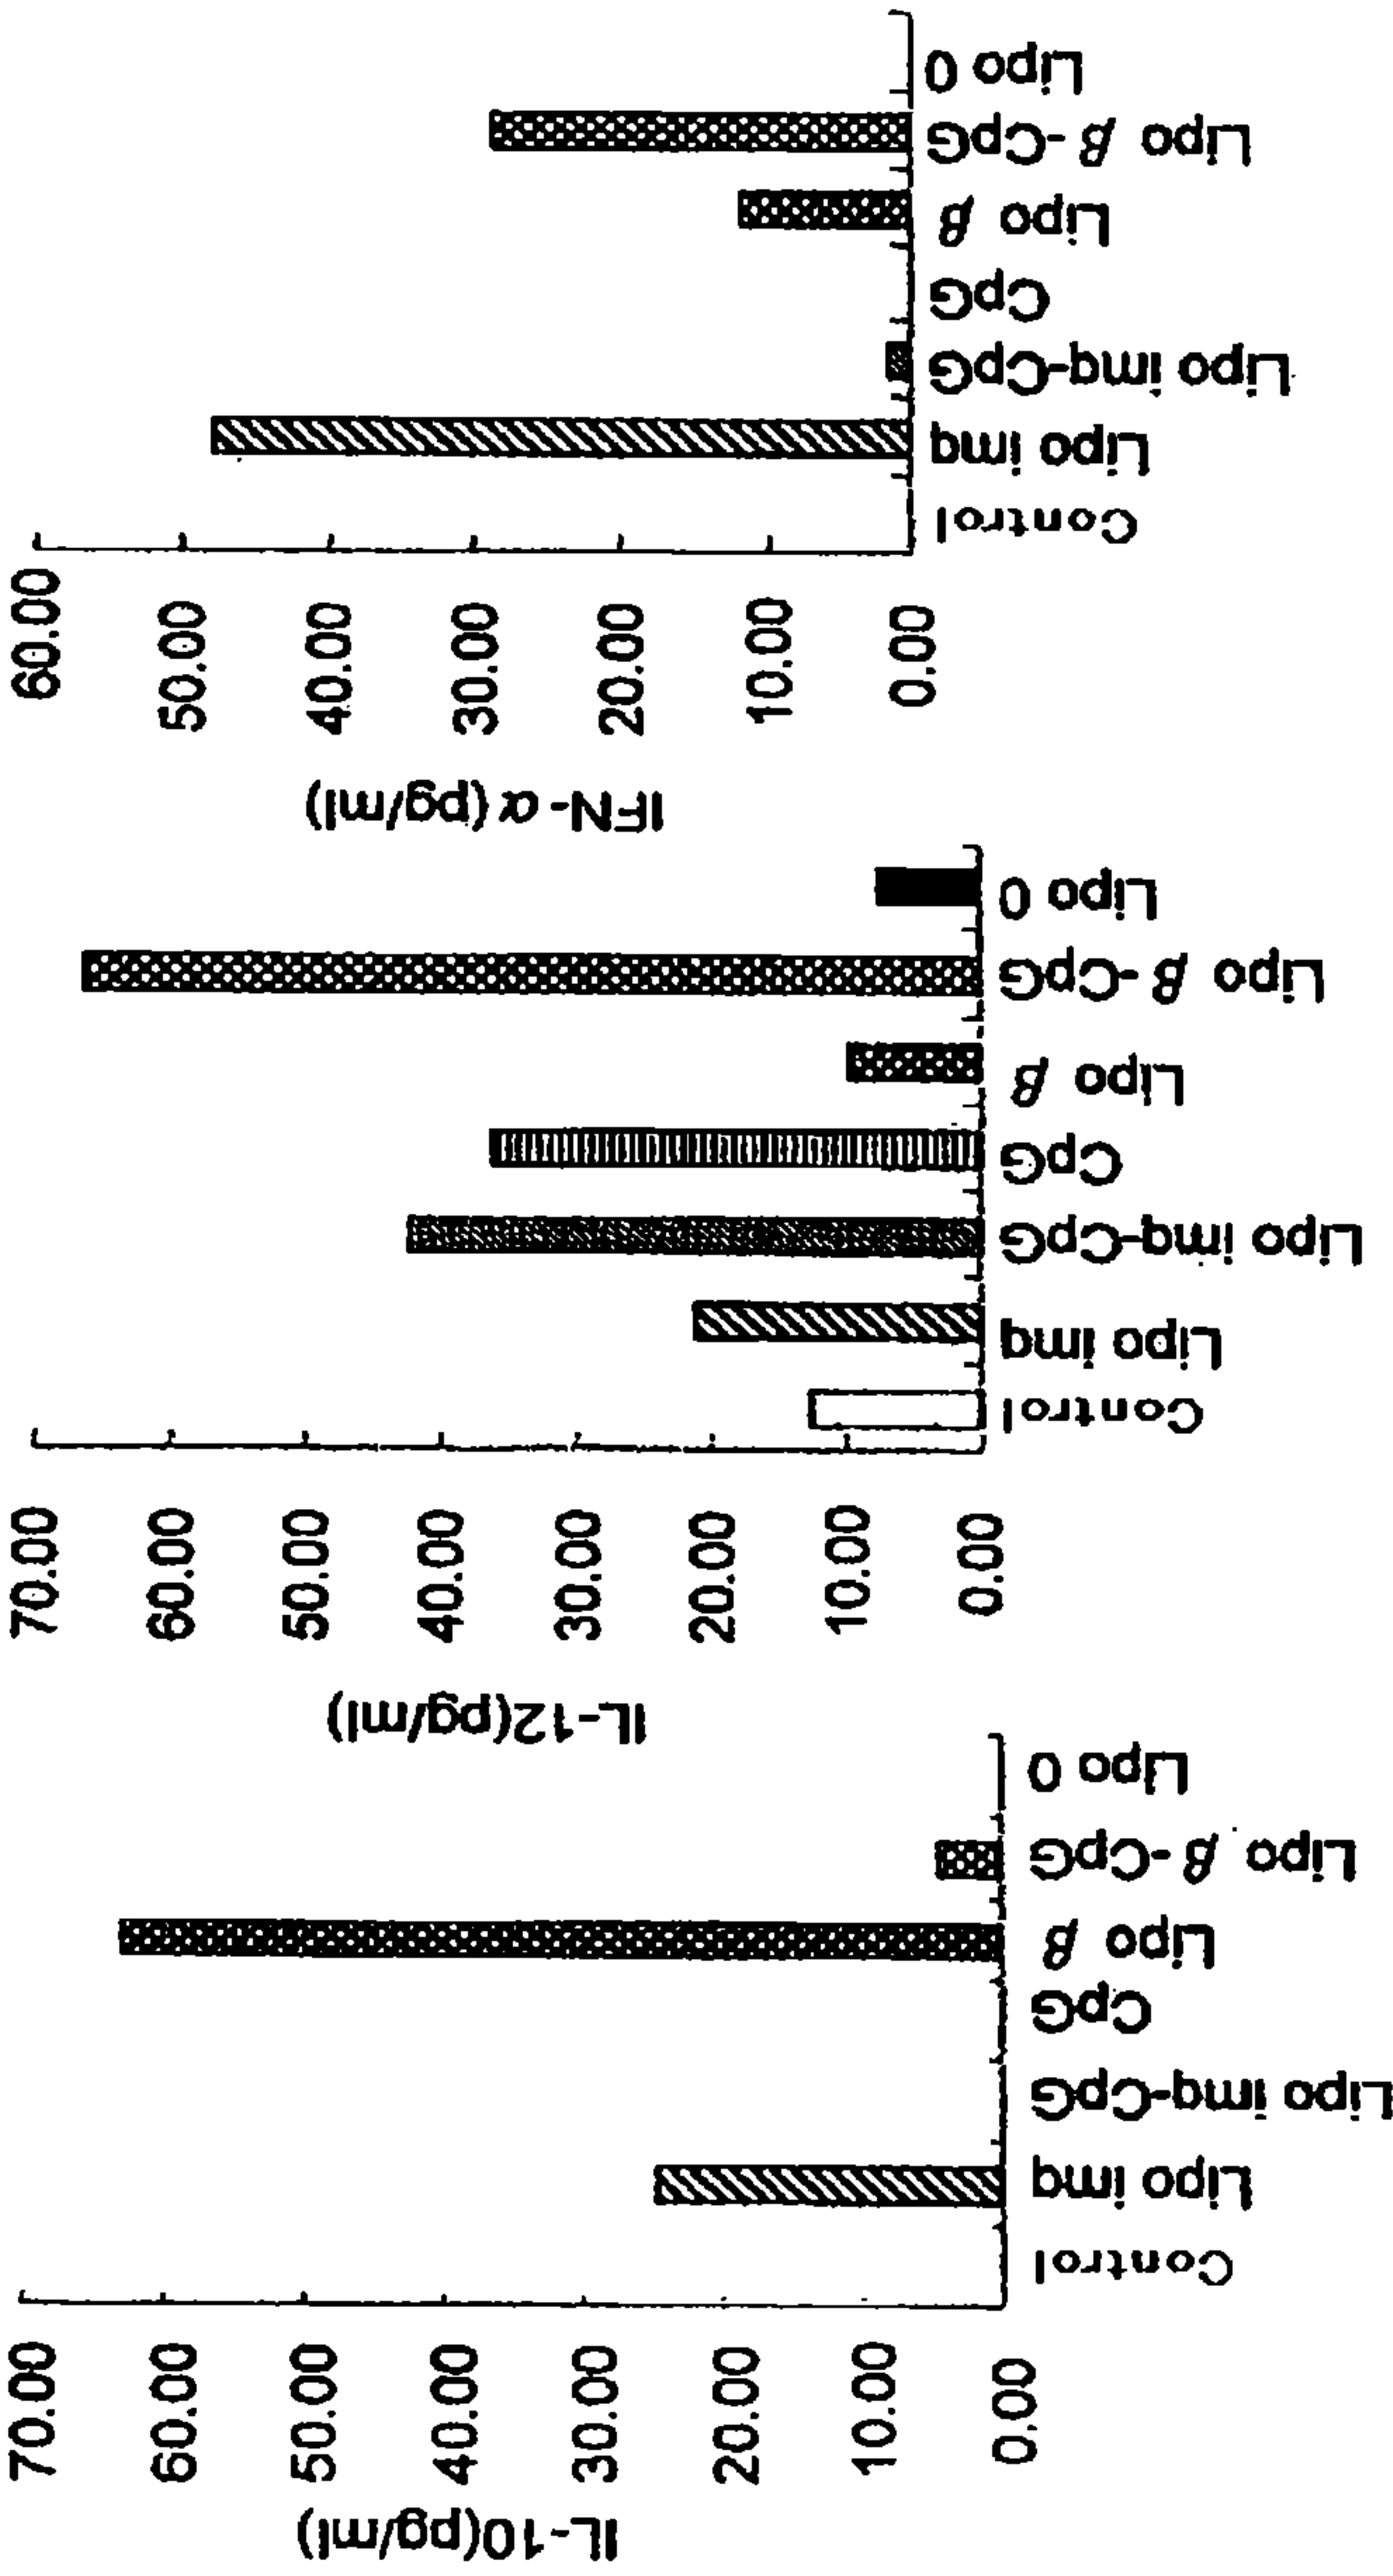 IL-10(pg/ml)
70.00
60.00
50.00
40.00
30.00
20.00
10.00
0.00
Control
Lipo imq
Lipo imq-CpG
CpG
Lipo β
Lipo β-CpG
Lipo 0
IL-12(pg/ml)
70.00
60.00
50.00
40.00
30.00
20.00
10.00
0.00
Control
Lipo imq
Lipo imq-CpG
CpG
Lipo β
Lipo β-CpG
Lipo 0
IFN-α(pg/ml)
60.00
50.00
40.00
30.00
20.00
10.00
0.00
Control
Lipo imq
Lipo imq-CpG
CpG
Lipo β
Lipo β-CpG
Lipo 0